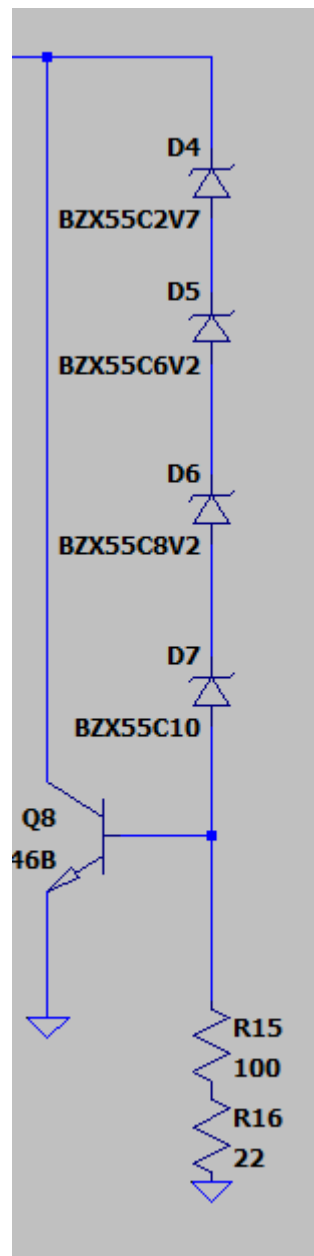 D4
BZX55C2V7
D5
BZX55C6V2
D6
BZX55C8V2
D7
BZX55C10
Q8
46B
R15
100
R16
22